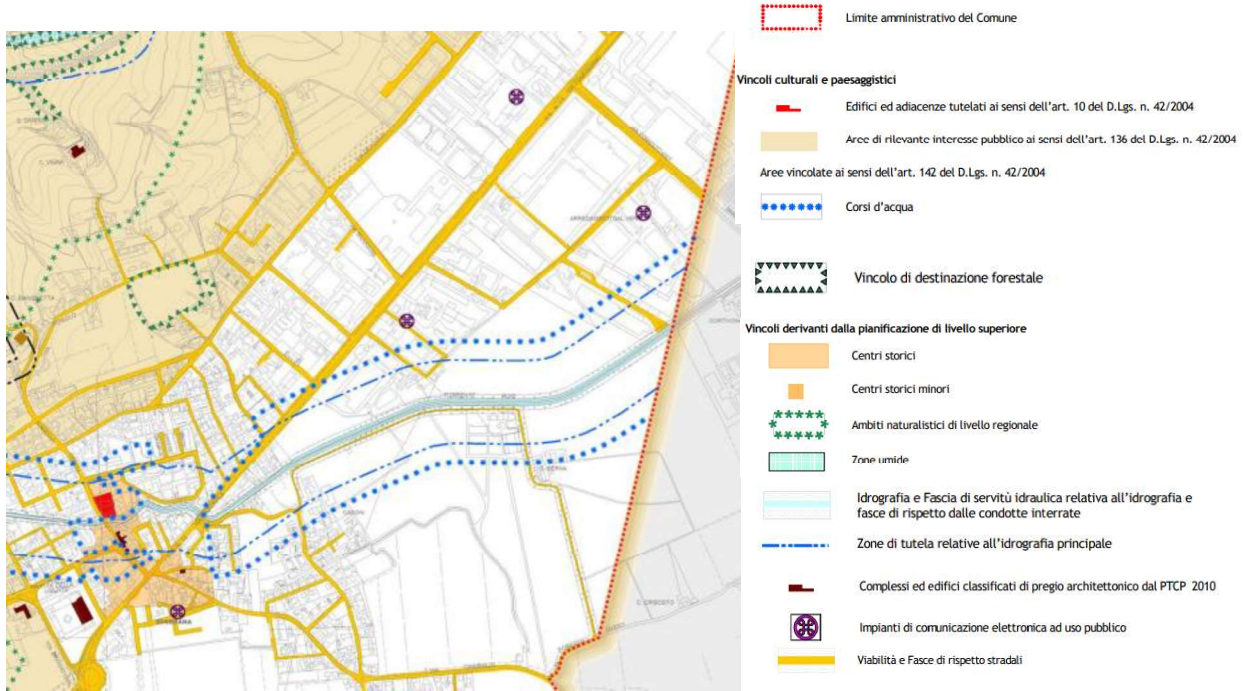 Limite amministrativo del Comune
Vincoli culturali e paesaggistici
Edifici ed adiacenze tutelati ai sensi dell'art. 10 del D.Lgs. n. 42/2004
Aree di rilevante interesse pubblico ai sensi dell'art. 136 del D.Lgs. n. 42/2004
Aree vincolate ai sensi dell'art. 142 del D.Lgs. n. 42/2004
Corsi d'acqua
Vincolo di destinazione forestale
Vincoli derivanti dalla pianificazione di livello superiore
Centri storici
Centri storici minori
Ambiti naturalistici di livello regionale
Zone umide
Idrografia e Fascia di servitù idraulica relativa all'idrografia e
fasce di rispetto dalle condotte interrate
Zone di tutela relative all'idrografia principale
Complessi ed edifici classificati di pregio architettonico dal PTCP 2010
Impianti di comunicazione elettronica ad uso pubblico
Viabilità e Fasce di rispetto stradali